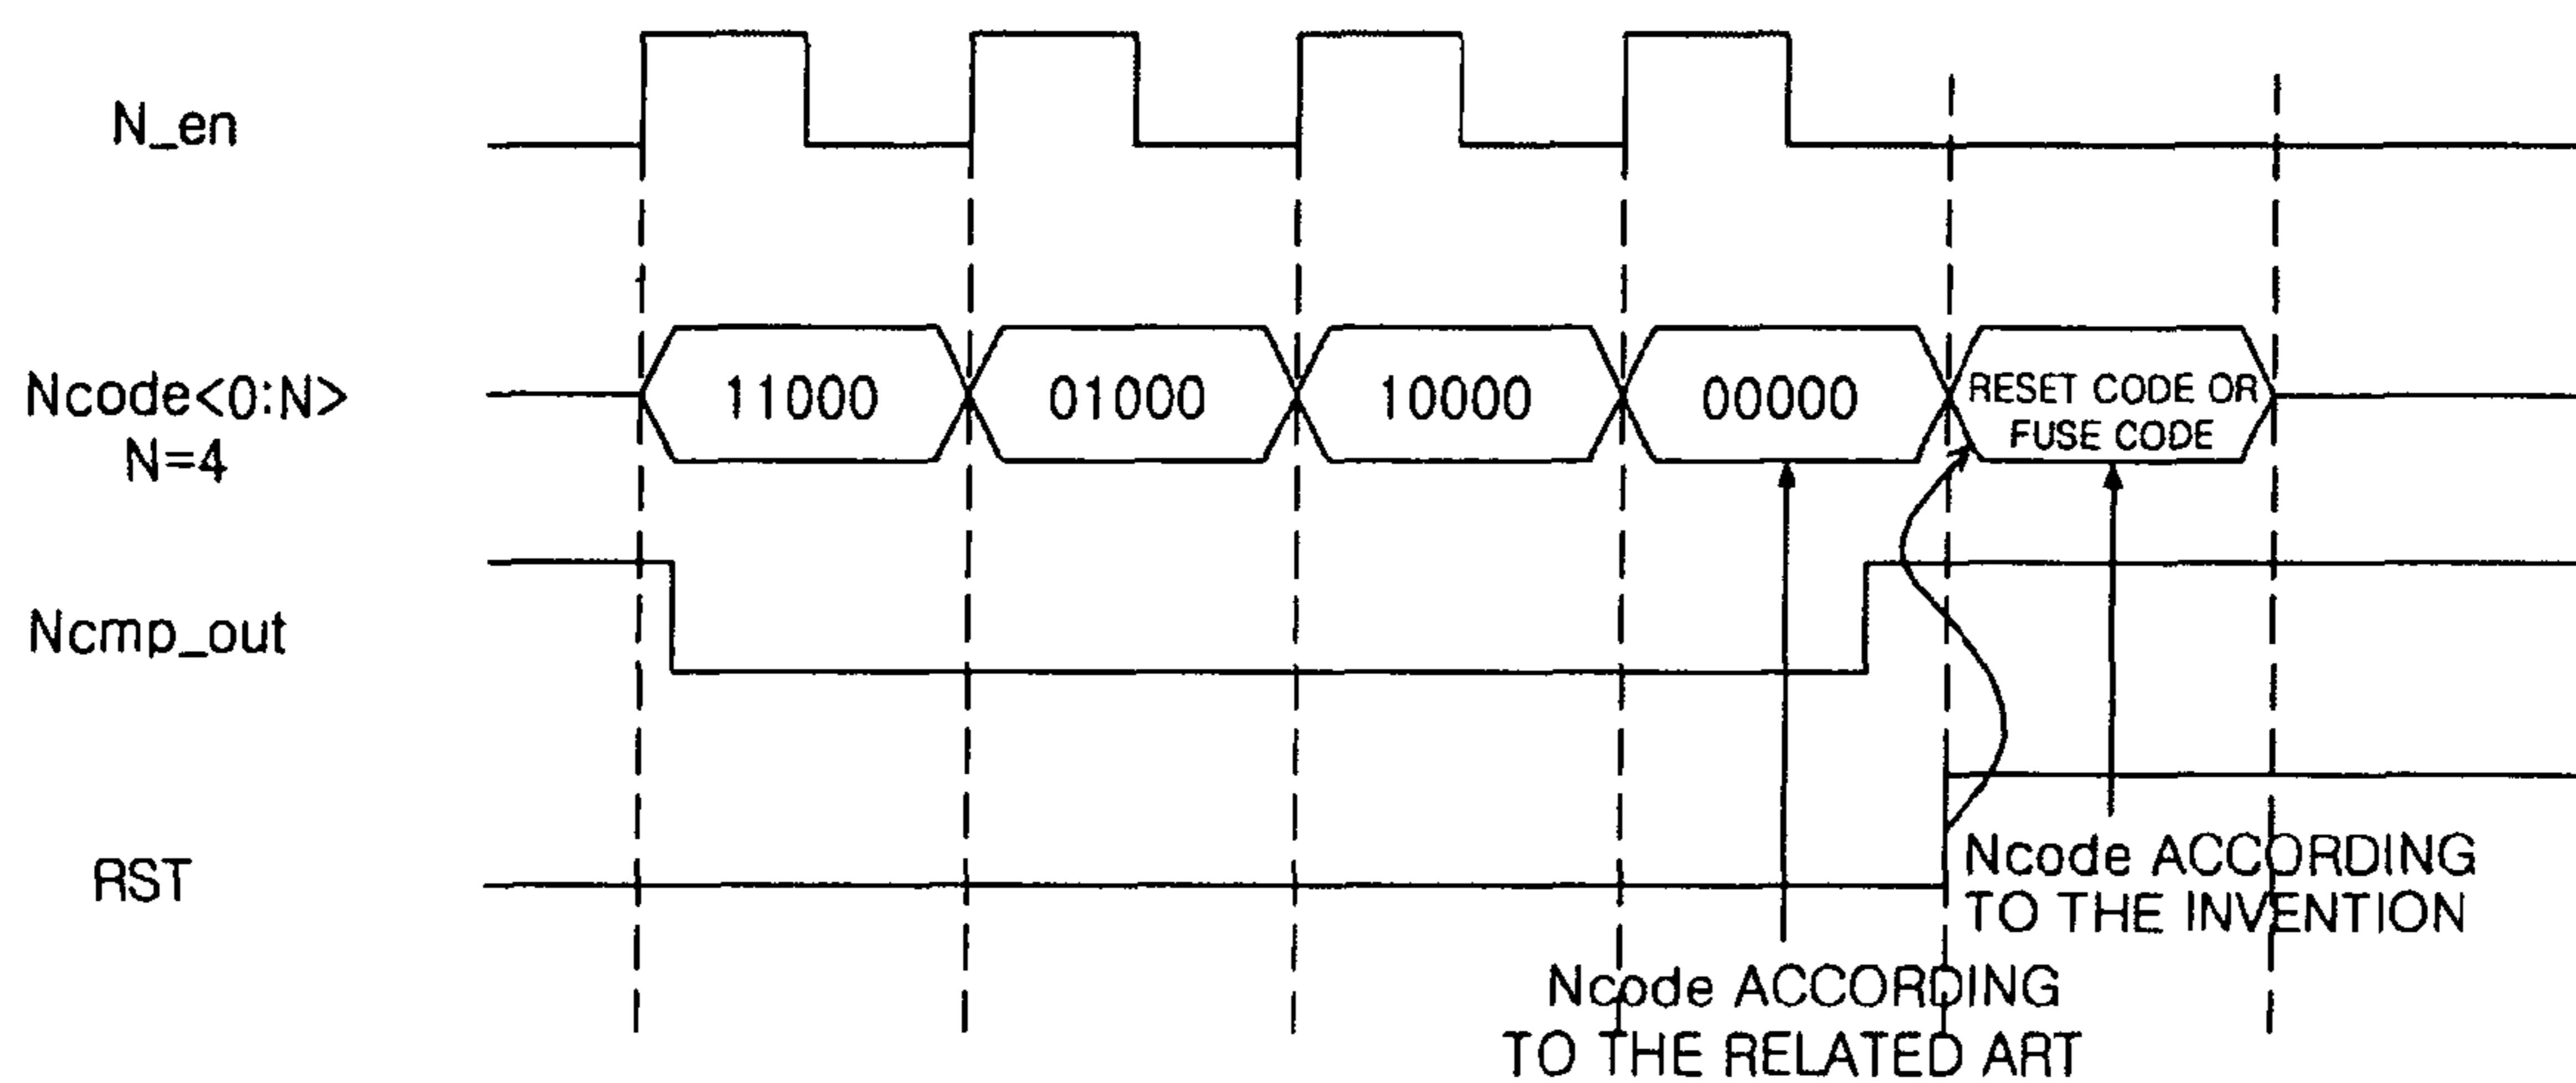 N_en
Ncode<0:N>
N=4
11000
01000
10000
00000
RESET CODE OR
FUSE CODE
Ncmp_out
RST
Ncode ACCORDING
TO THE INVENTION
Ncode ACCORDING
TO THE RELATED ART